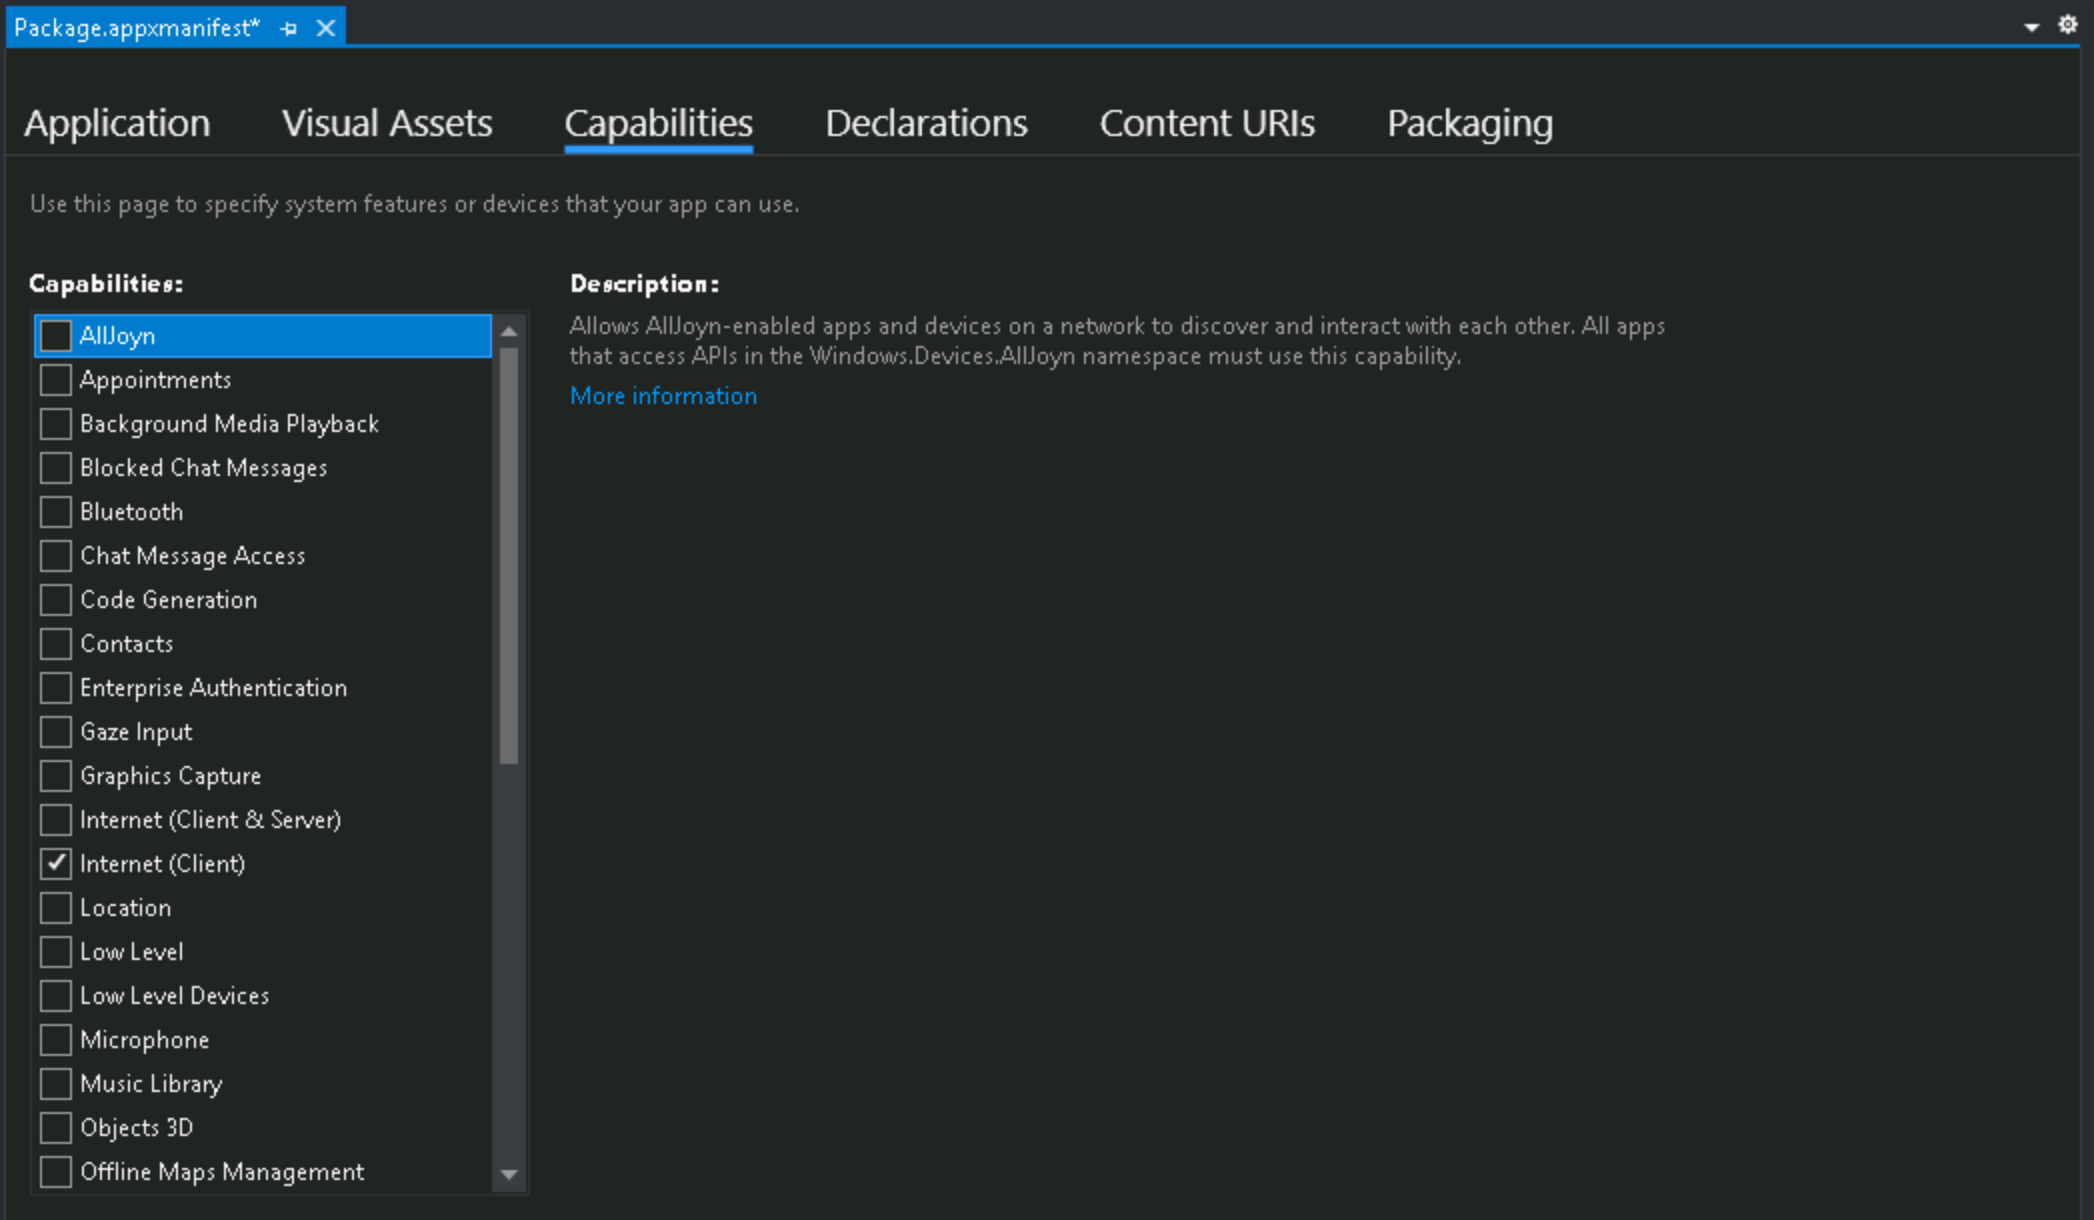 Package.appxmanifest*
Application Visual Assets Capabilities Declarations Content URIs Packaging
Use this page to specify system features or devices that your app can use.
Capabilities:
AllJoyn
Appointments
Background Media Playback
Blocked Chat Messages
Bluetooth
Chat Message Access
Code Generation
Contacts
Enterprise Authentication
Gaze Input
Graphics Capture
Internet (Client & Server)
Internet (Client)
Location
Low Level
Low Level Devices
Microphone
Music Library
Objects 3D
Offline Maps Management
Description:
Allows AllJoyn-enabled apps and devices on a network to discover and interact with each other. All apps
that access APIs in the Windows.Devices.AllJoyn namespace must use this capability.
More information